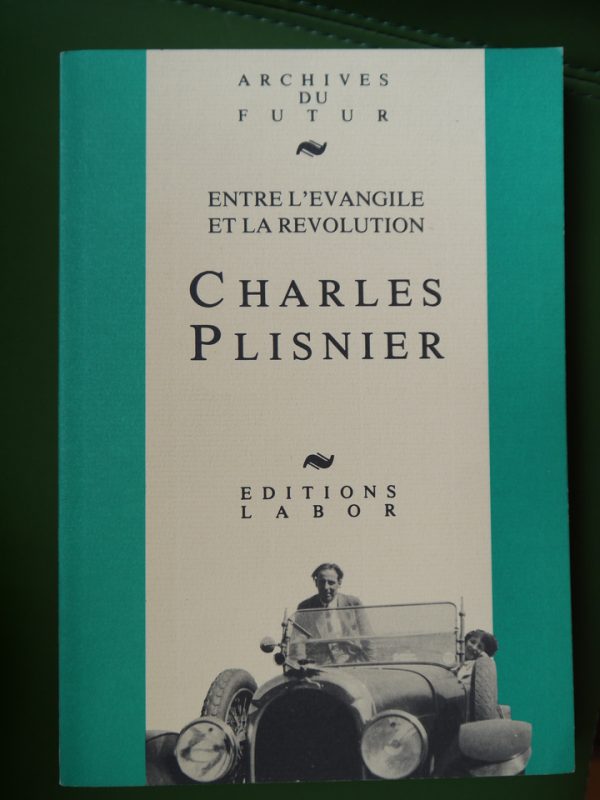 ARCHIVES
DU
FUTUR
ENTRE L'EVANGILE
ET LA REVOLUTION
CHARLES
PLISNIER
EDITIONS
LABOR